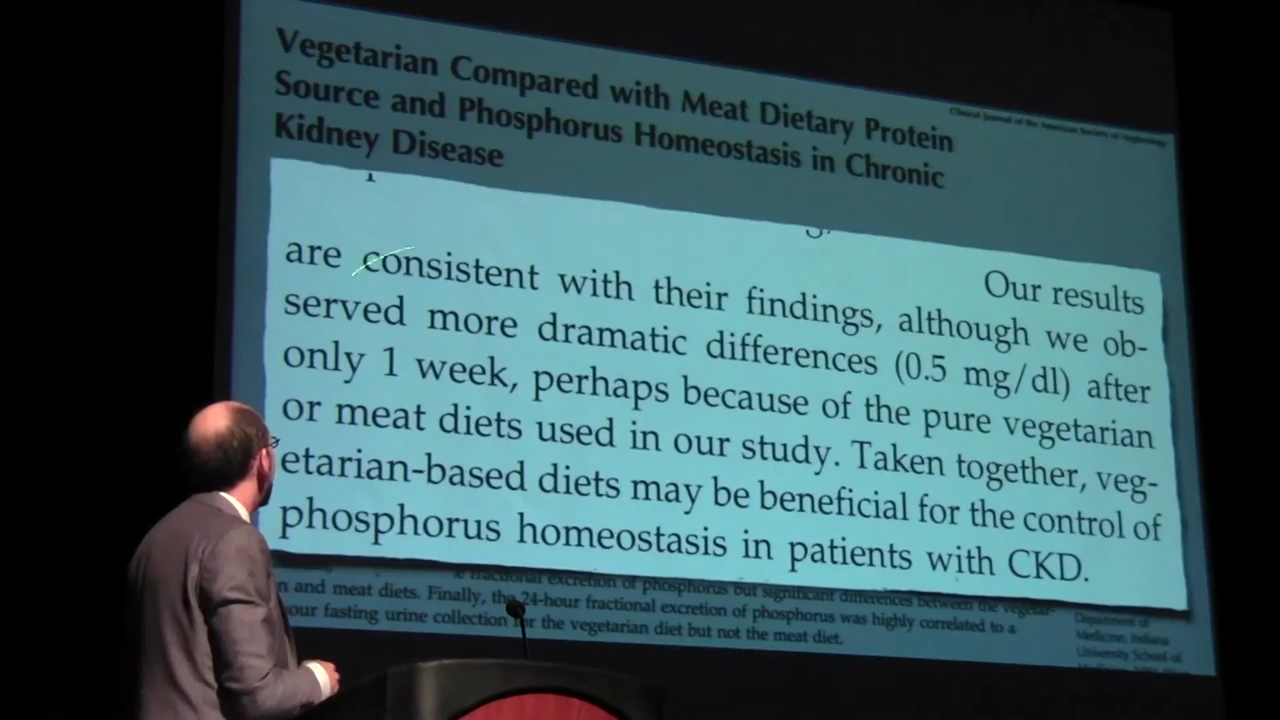 Vegetarian Compared with Meat Dietary Protein
Source and Phosphorus Homeostasis in Chronic
Kidney Disease
Clinical Journal of the American Society of Nephrology
Our results
are consistent with their findings, although we ob-
served more dramatic differences (0.5 mg/dl) after
only 1 week, perhaps because of the pure vegetarian
or meat diets used in our study. Taken together, veg-
etarian-based diets may be beneficial for the control of
phosphorus homeostasis in patients with CKD.
fractional excretion of phosphorus but significant differences between the vegetar-
n and meat diets. Finally, the 24-hour fractional excretion of phosphorus was highly correlated to a
our fasting urine collection for the vegetarian diet but not the meat diet.
Department of
Medicine, Indiana
University School of